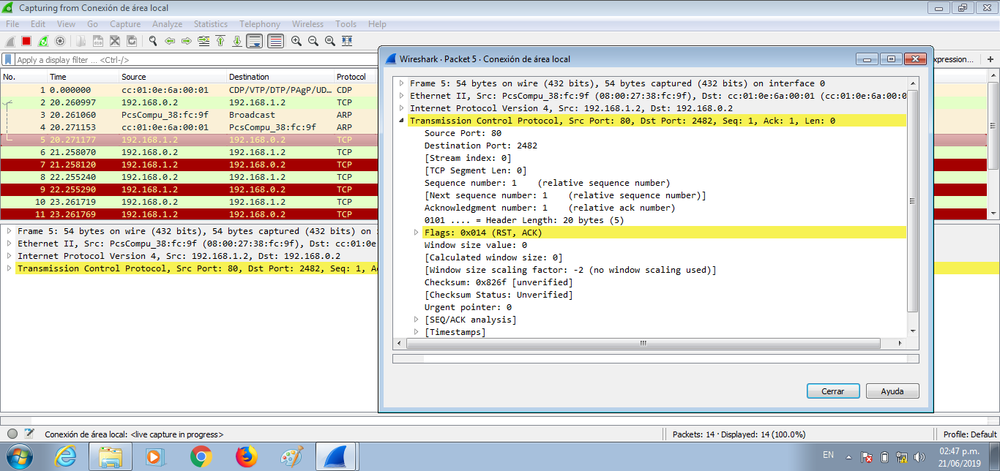 Capturing from Conexión de área local
File Edit View Go Capture Analyze Statistics Telephony Wireless Tools Help
Apply a display filter ... <Ctrl-/>
xpression... +
No. Time Source Destination Protocol
1 0.000000 cc:01:0e:6a:00:01 CDP/VTP/DTP/PAgP/UD... CDP
2 20.260997 192.168.0.2 192.168.1.2 TCP
3 20.261060 PcsCompu_38:fc:9f Broadcast ARP
4 20.271153 cc:01:0e:6a:00:01 PcsCompu_38:fc:9f ARP
5 20.271177 192.168.1.2 192.168.0.2 TCP
6 21.258070 192.168.0.2 192.168.1.2 TCP
7 21.258120 192.168.1.2 192.168.0.2 TCP
8 22.255240 192.168.0.2 192.168.1.2 TCP
9 22.255290 192.168.1.2 192.168.0.2 TCP
10 23.261719 192.168.0.2 192.168.1.2 TCP
11 23.261769 192.168.1.2 192.168.0.2 TCP
Frame 5: 54 bytes on wire (432 bits), 54 bytes captured (432 bits) on
Ethernet II, Src: PcsCompu_38:fc:9f (08:00:27:38:fc:9f), Dst: cc:01:0e
Internet Protocol Version 4, Src: 192.168.1.2, Dst: 192.168.0.2
Transmission Control Protocol, Src Port: 80, Dst Port: 2482, Seq: 1, A
Wireshark · Packet 5 · Conexión de área local
Frame 5: 54 bytes on wire (432 bits), 54 bytes captured (432 bits) on interface 0
Ethernet II, Src: PcsCompu_38:fc:9f (08:00:27:38:fc:9f), Dst: cc:01:0e:6a:00:01 (cc:01:0e:6a:00:0
Internet Protocol Version 4, Src: 192.168.1.2, Dst: 192.168.0.2
Transmission Control Protocol, Src Port: 80, Dst Port: 2482, Seq: 1, Ack: 1, Len: 0
Source Port: 80
Destination Port: 2482
[Stream index: 0]
[TCP Segment Len: 0]
Sequence number: 1 (relative sequence number)
[Next sequence number: 1 (relative sequence number)]
Acknowledgment number: 1 (relative ack number)
0101 .... = Header Length: 20 bytes (5)
Flags: 0x014 (RST, ACK)
Window size value: 0
[Calculated window size: 0]
[Window size scaling factor: -2 (no window scaling used)]
Checksum: 0x826f [unverified]
[Checksum Status: Unverified]
Urgent pointer: 0
[SEQ/ACK analysis]
[Timestamps]
Cerrar Ayuda
Conexión de área local: <live capture in progress>
Packets: 14 · Displayed: 14 (100.0%)
Profile: Default
EN
02:47 p.m.
21/06/2019